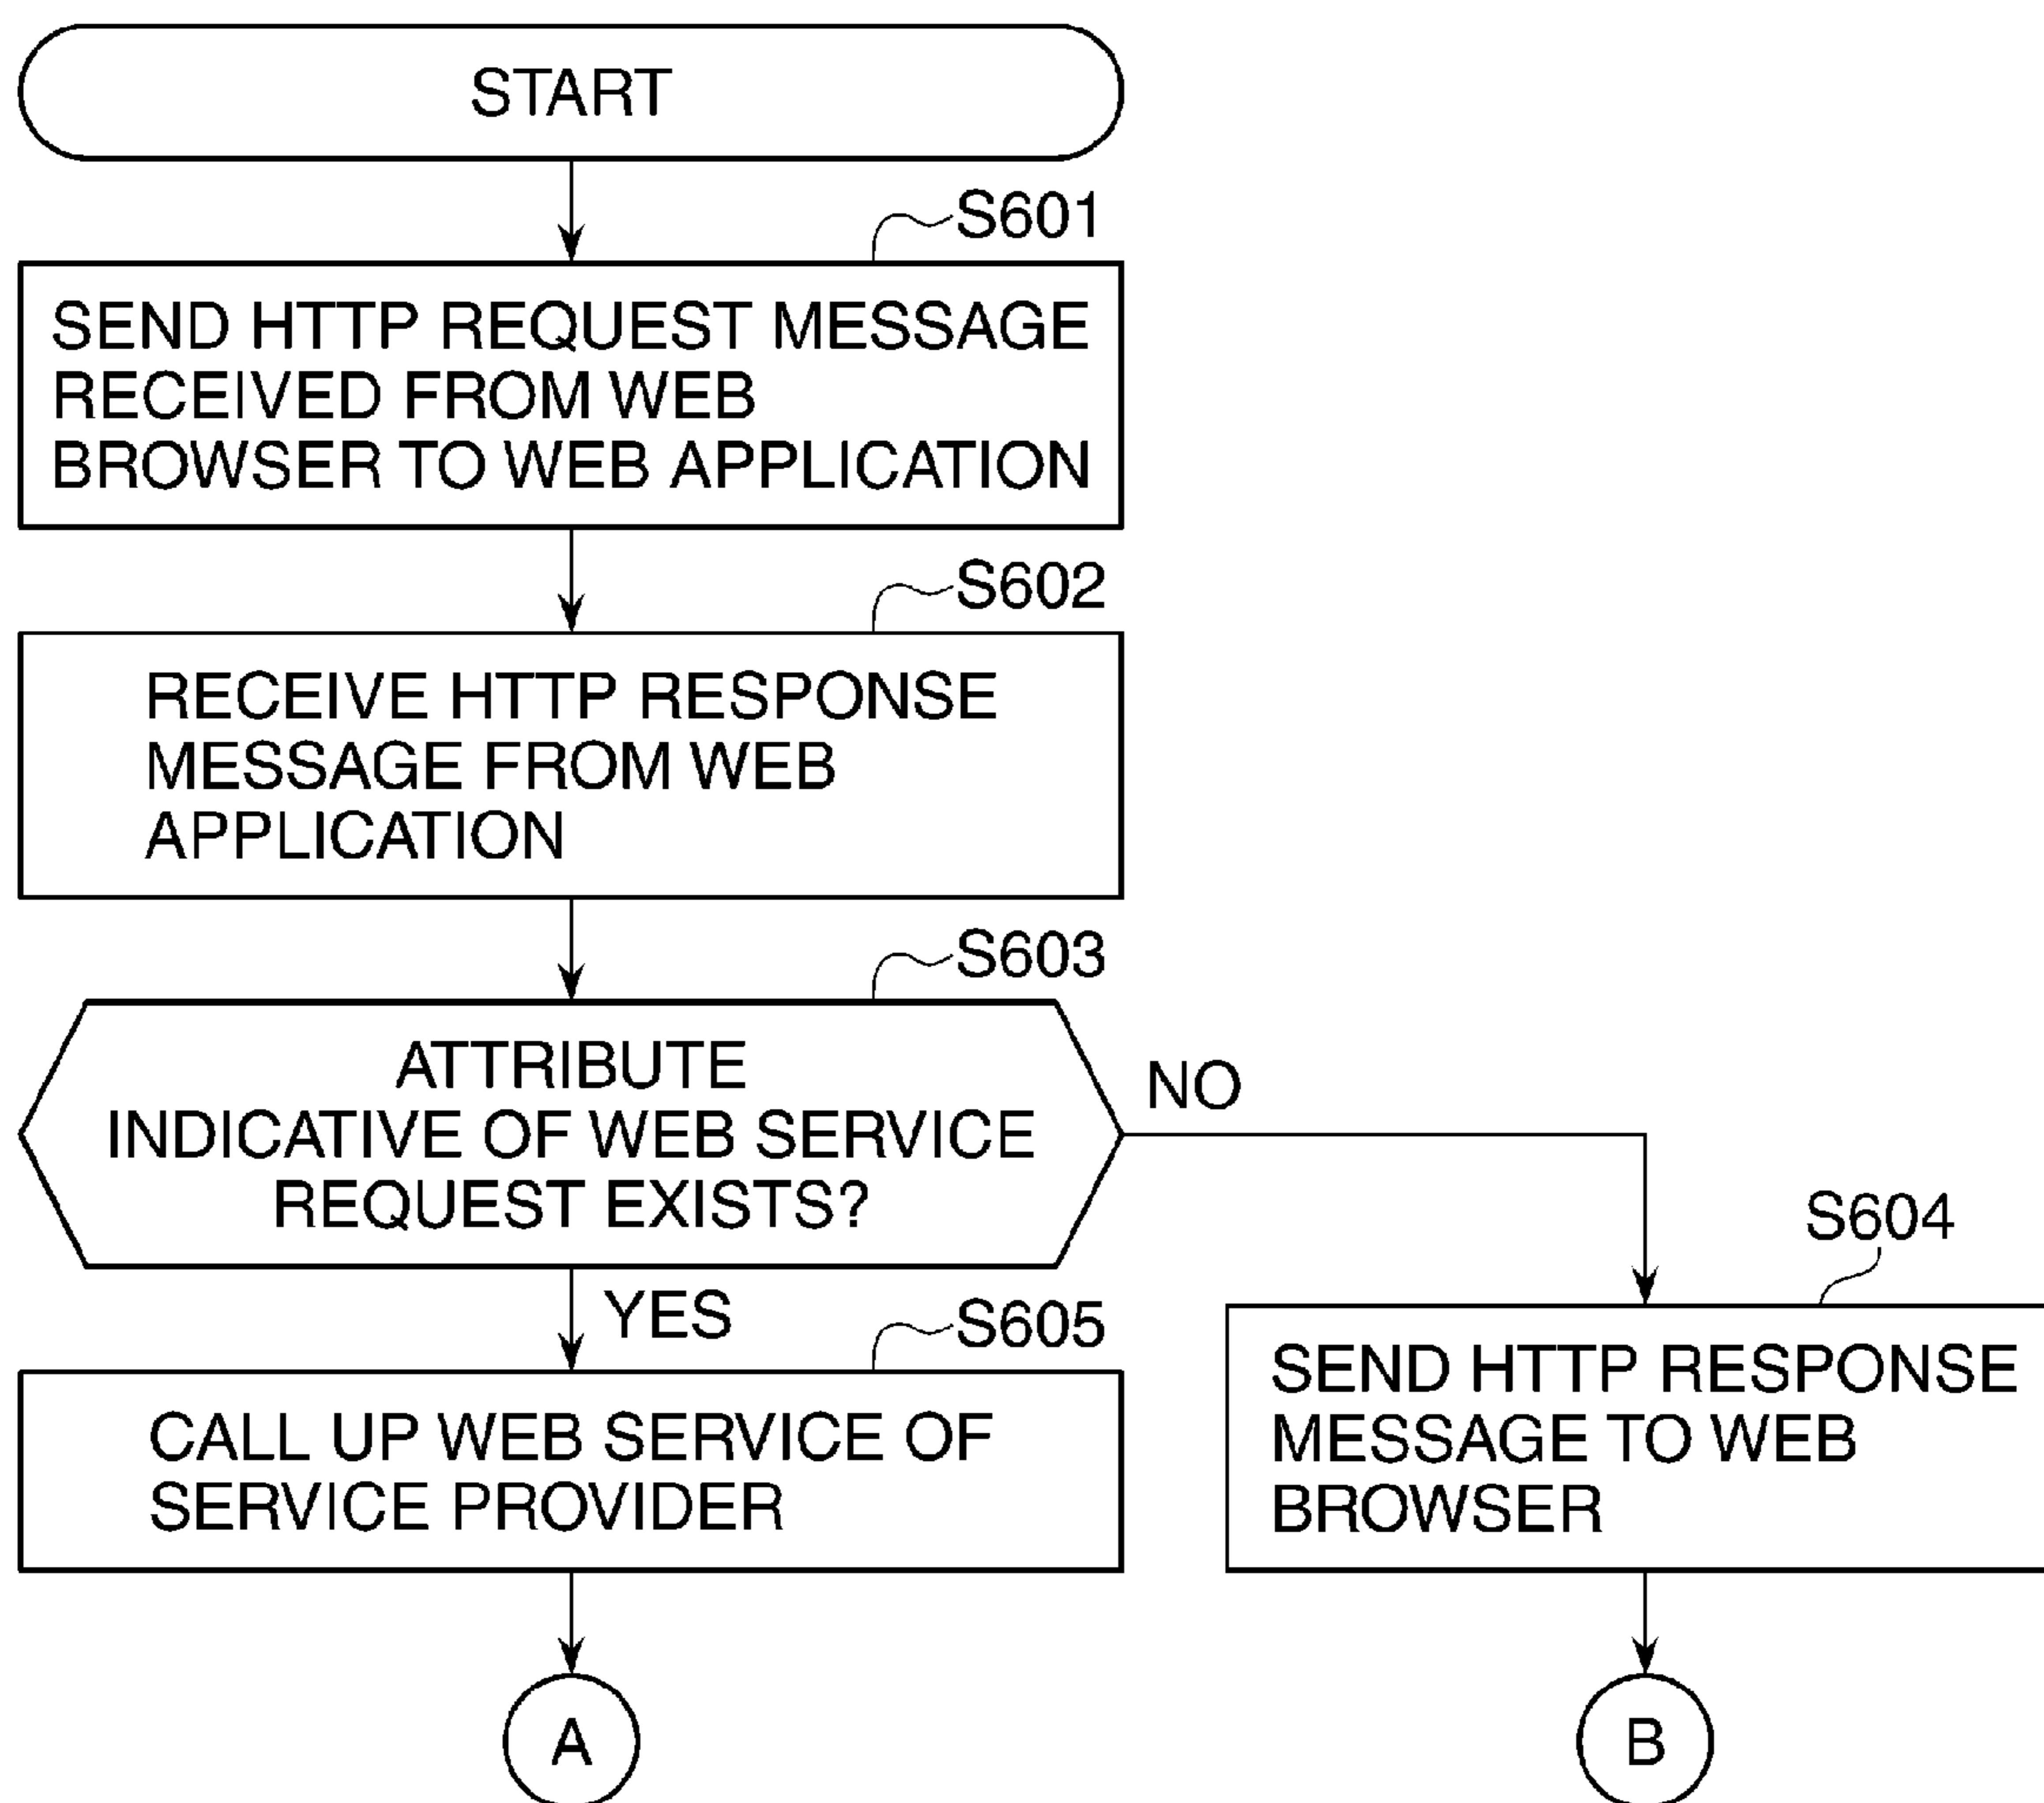 START
S601
SEND HTTP REQUEST MESSAGE
RECEIVED FROM WEB
BROWSER TO WEB APPLICATION
S602
RECEIVE HTTP RESPONSE
MESSAGE FROM WEB
APPLICATION
S603
ATTRIBUTE
INDICATIVE OF WEB SERVICE
REQUEST EXISTS?
NO
YES
S604
SEND HTTP RESPONSE
MESSAGE TO WEB
BROWSER
S605
CALL UP WEB SERVICE OF
SERVICE PROVIDER
A
B